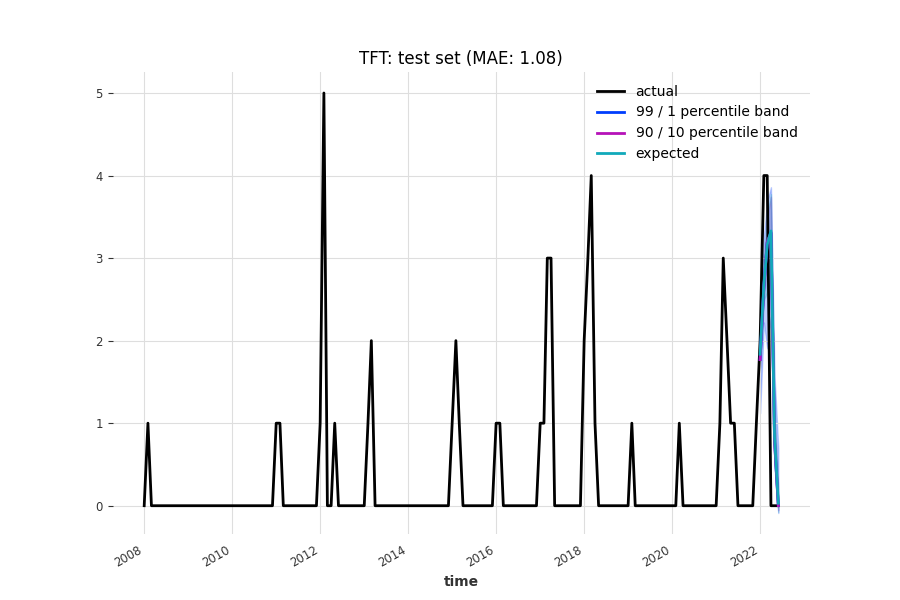 TFT: test set (MAE: 1.08)
actual
99 / 1 percentile band
90 / 10 percentile band
expected
5
4
3
2
1
0
2008
2010
2012
2014
2016
2018
2020
2022
time